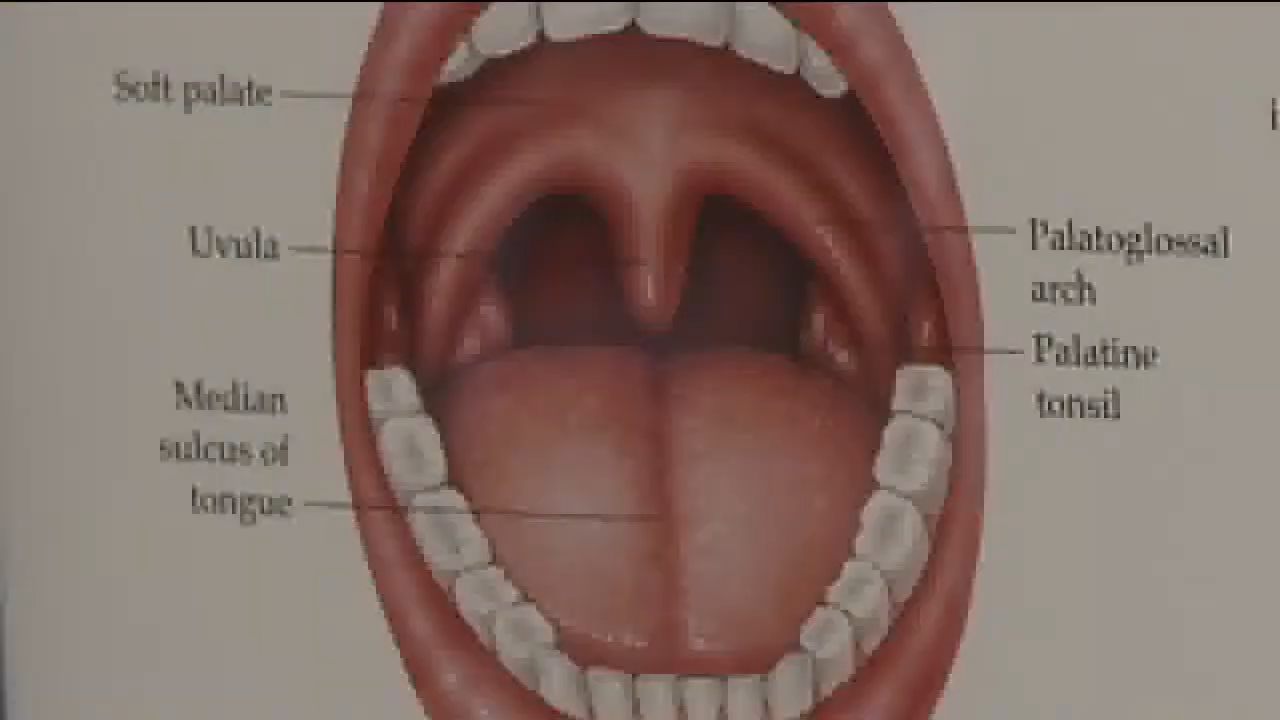 Soft palate
Uvula
Median
sulcus of
tongue
Palatoglossal
arch
Palatine
tonsil